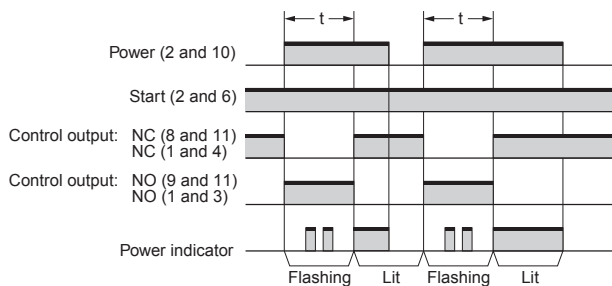 t t
Power (2 and 10)
Start (2 and 6)
Control output: NC (8 and 11)
NC (1 and 4)
Control output: NO (9 and 11)
NO (1 and 3)
Power indicator
Flashing Lit Flashing Lit